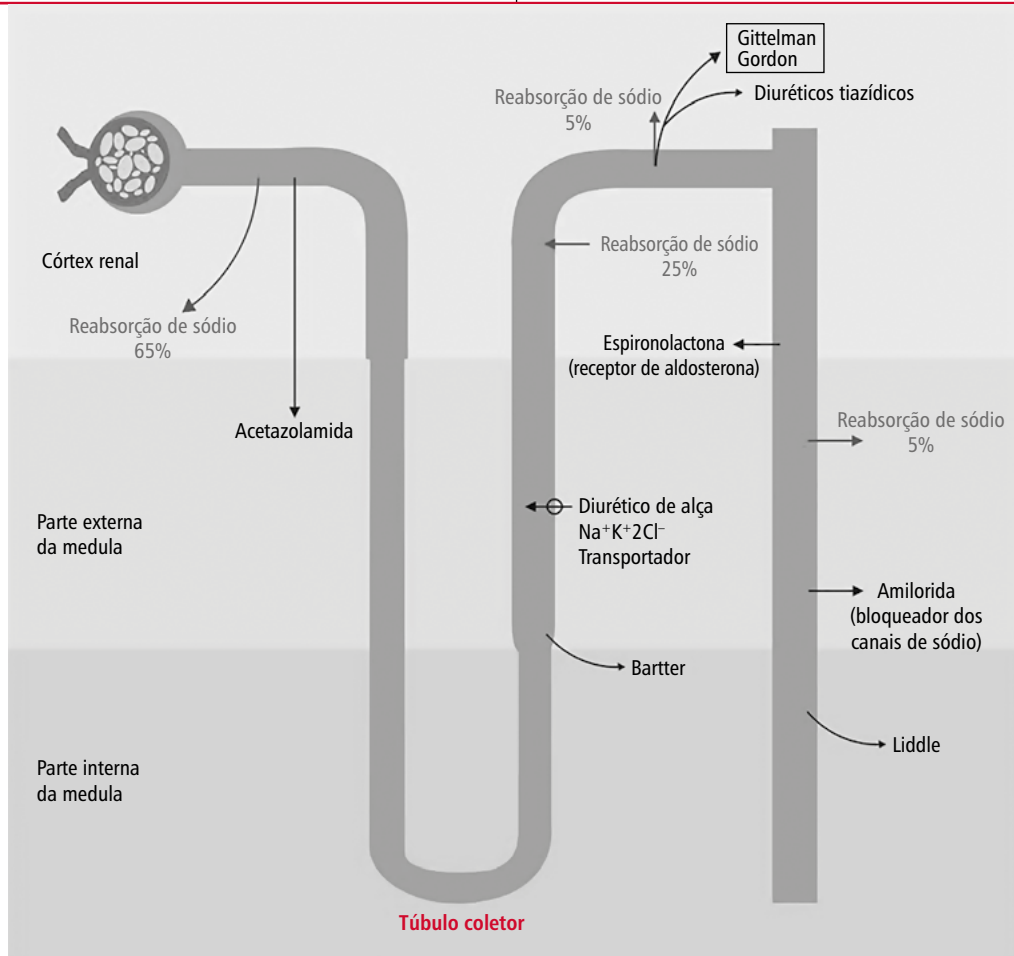 Gittelman
Gordon
Reabsorção de sódio
5%
Diuréticos tiazídicos
Córtex renal
Reabsorção de sódio
25%
Reabsorção de sódio
65%
Espironolactona
(receptor de aldosterona)
Acetazolamida
Reabsorção de sódio
5%
Parte externa
da medula
Diurético de alça
Na⁺K⁺2Cl⁻
Transportador
Amilorida
(bloqueador dos
canais de sódio)
Bartter
Liddle
Parte interna
da medula
Túbulo coletor